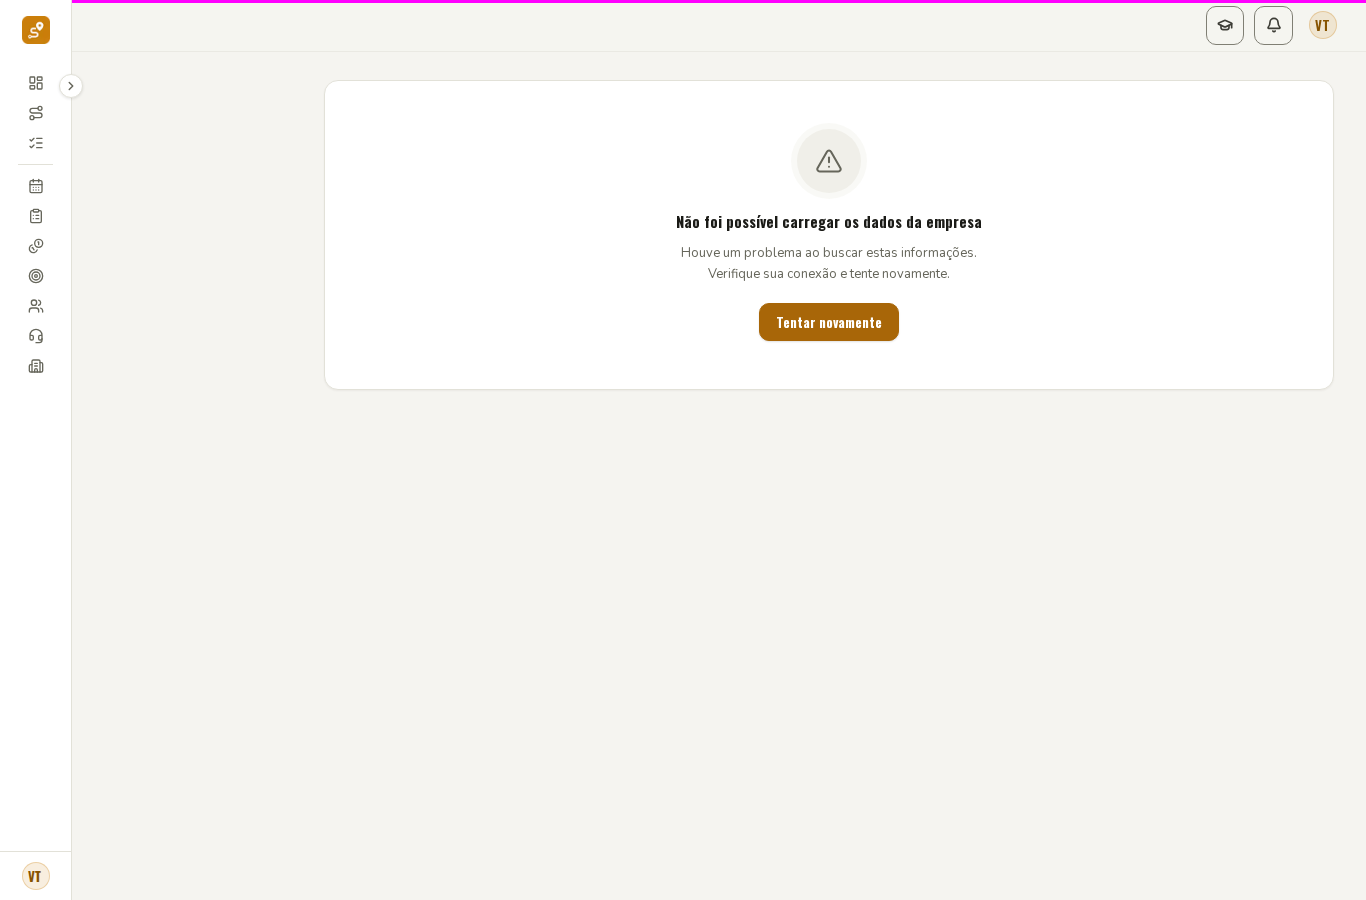 VT
Não foi possível carregar os dados da empresa
Houve um problema ao buscar estas informações.
Verifique sua conexão e tente novamente.
Tentar novamente
VT